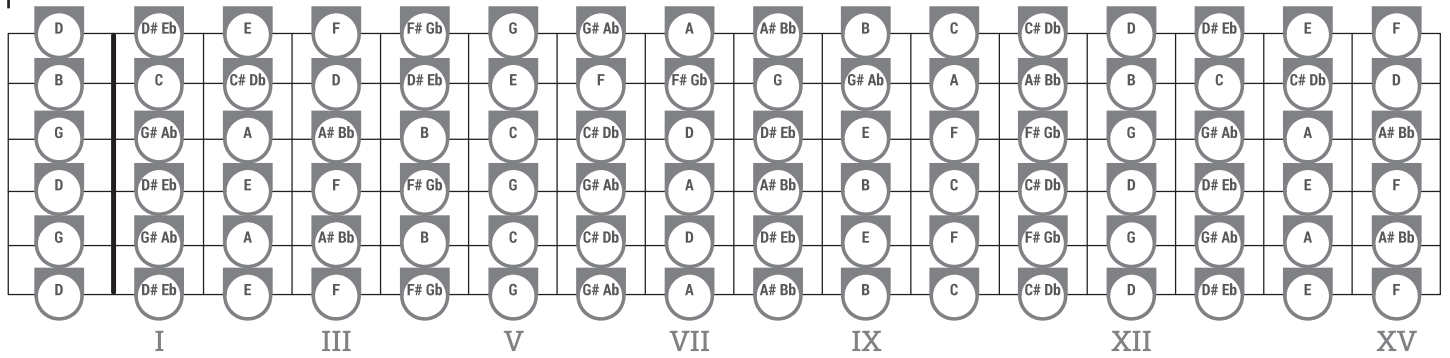 D D# Eb E F F# Gb G G# Ab A A# Bb B C C# Db D D# Eb E F
B C C# Db D D# Eb E F F# Gb G G# Ab A A# Bb B C C# Db D
G G# Ab A A# Bb B C C# Db D D# Eb E F F# Gb G G# Ab A A# Bb
D D# Eb E F F# Gb G G# Ab A A# Bb B C C# Db D D# Eb E F
G G# Ab A A# Bb B C C# Db D D# Eb E F F# Gb G G# Ab A A# Bb
D D# Eb E F F# Gb G G# Ab A A# Bb B C C# Db D D# Eb E F
I III V VII IX XII XV